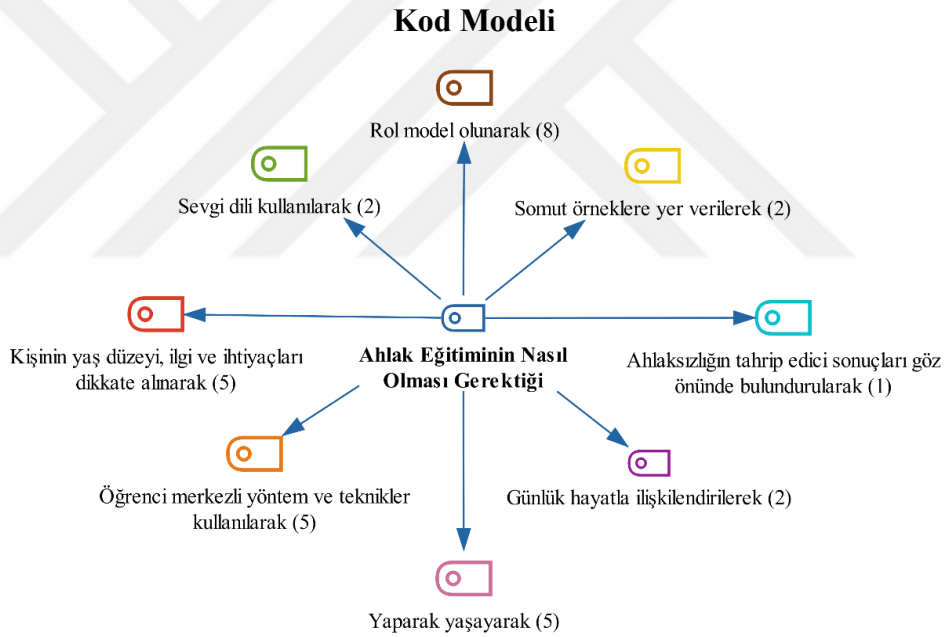 Kod Modeli
Rol model olunarak (8)
Sevgi dili kullanılarak (2)
Somut örneklere yer verilerek (2)
Kişinin yaş düzeyi, ilgi ve ihtiyaçları
dikkate alınarak (5)
Ahlak Eğitiminin Nasıl
Olması Gerektiği
Ahlaksızlığın tahrip edici sonuçları göz
önünde bulundurularak (1)
Öğrenci merkezli yöntem ve teknikler
kullanılarak (5)
Günlük hayatla ilişkilendirilerek (2)
Yaparak yaşayarak (5)